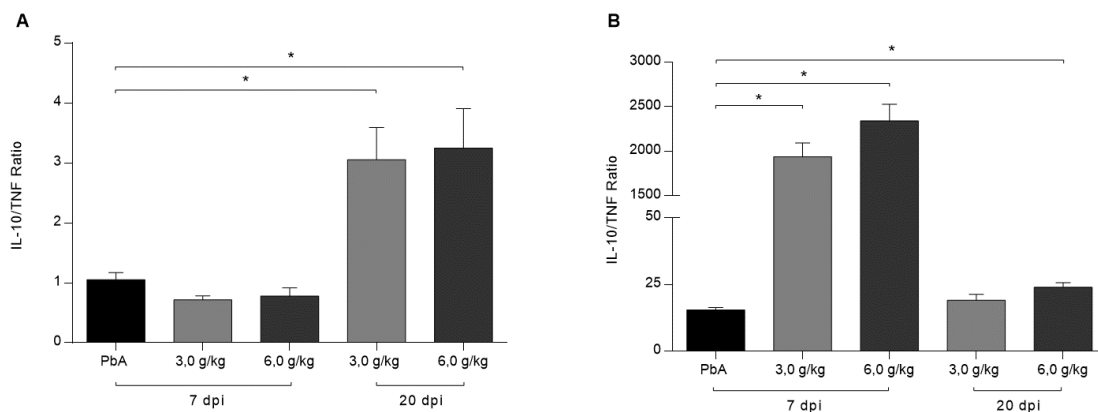 A
IL-10/TNF Ratio
5
4
3
2
1
0
*
*
PbA 3,0 g/kg 6,0 g/kg 3,0 g/kg 6,0 g/kg
7 dpi 20 dpi
B
IL-10/TNF Ratio
3000
2500
2000
1500
50
25
0
*
*
*
PbA 3,0 g/kg 6,0 g/kg 3,0 g/kg 6,0 g/kg
7 dpi 20 dpi